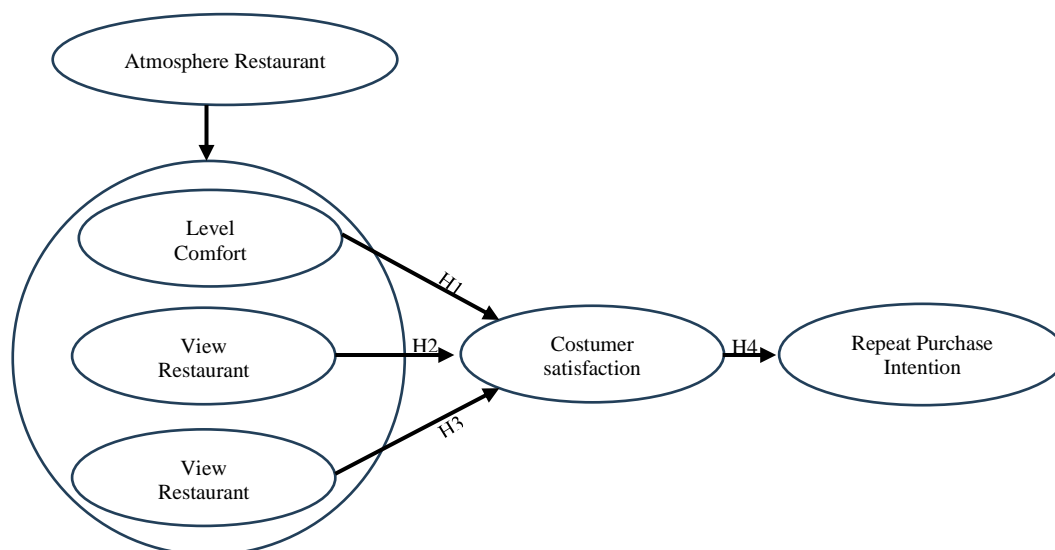 Atmosphere Restaurant
Level
Comfort
H1
View
Restaurant
H2
Costumer
satisfaction
H4
Repeat Purchase
Intention
View
Restaurant
H3